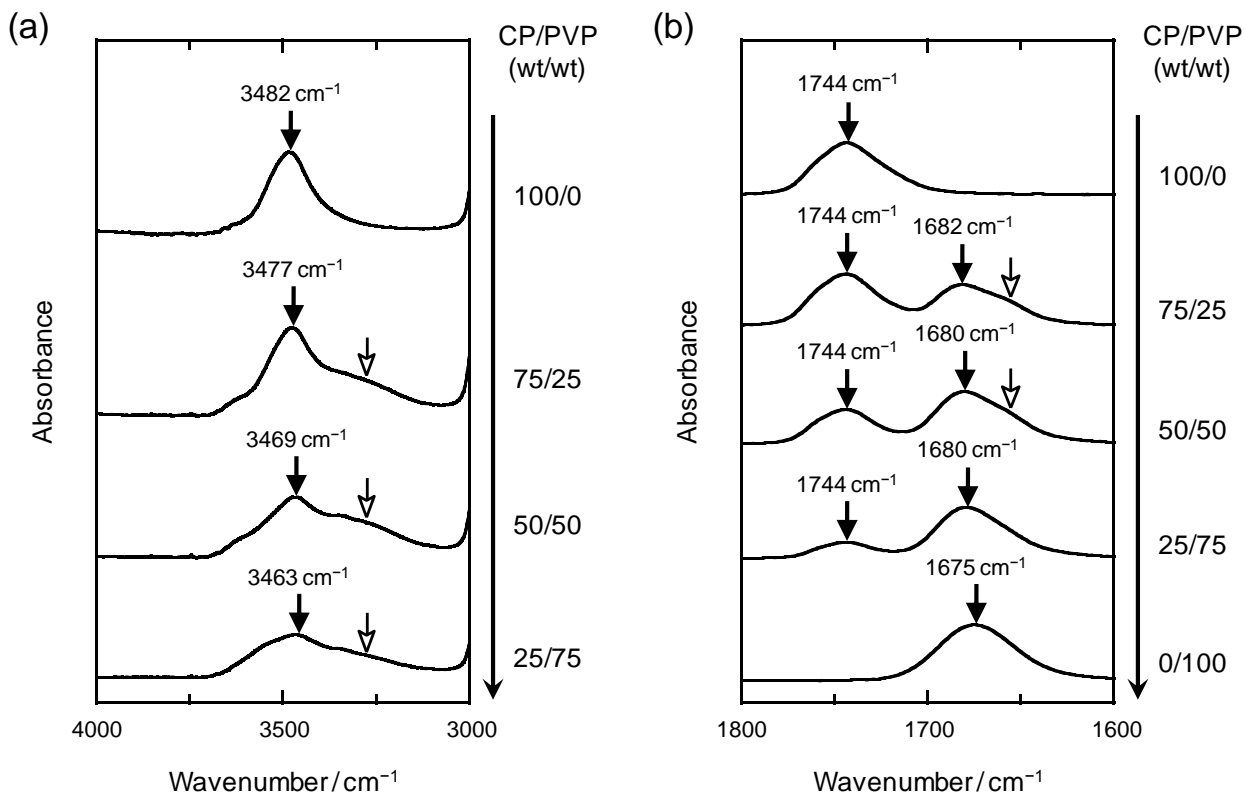 (a)
CP/PVP
(wt/wt)
3482 cm⁻¹
100/0
3477 cm⁻¹
75/25
3469 cm⁻¹
50/50
3463 cm⁻¹
25/75
Absorbance
4000
3500
3000
Wavenumber / cm⁻¹
(b)
CP/PVP
(wt/wt)
1744 cm⁻¹
100/0
1744 cm⁻¹
1682 cm⁻¹
75/25
1744 cm⁻¹
1680 cm⁻¹
50/50
1744 cm⁻¹
1680 cm⁻¹
25/75
1675 cm⁻¹
0/100
Absorbance
1800
1700
1600
Wavenumber / cm⁻¹